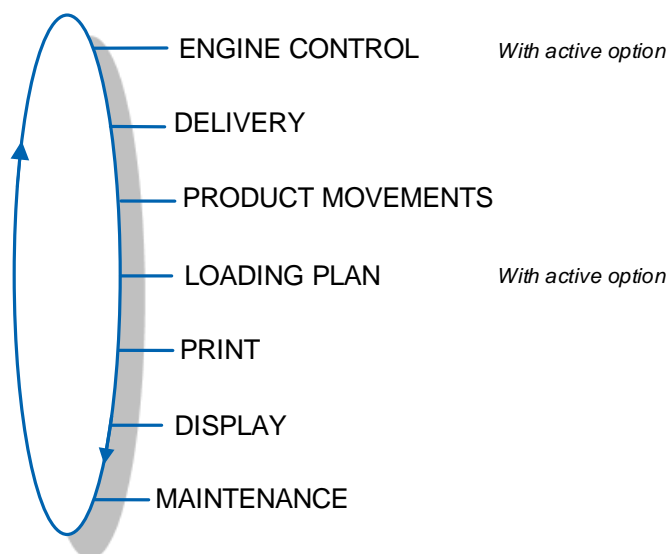 ENGINE CONTROL With active option
DELIVERY
PRODUCT MOVEMENTS
LOADING PLAN With active option
PRINT
DISPLAY
MAINTENANCE